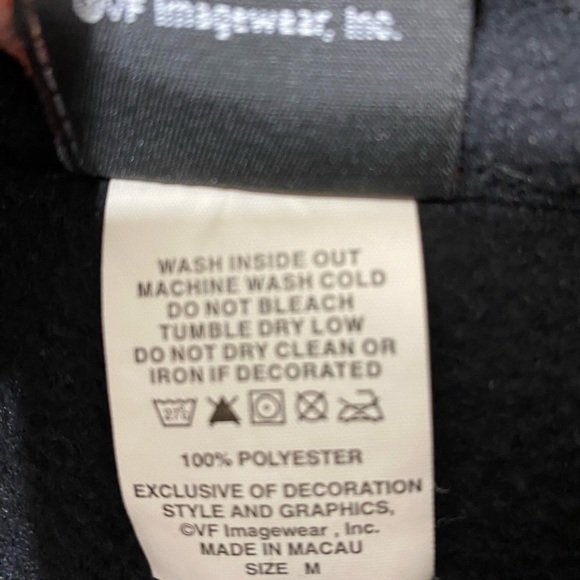 ©VF Imagewear, Inc.
WASH INSIDE OUT
MACHINE WASH COLD
DO NOT BLEACH
TUMBLE DRY LOW
DO NOT DRY CLEAN OR
IRON IF DECORATED
100% POLYESTER
EXCLUSIVE OF DECORATION
STYLE AND GRAPHICS,
©VF Imagewear , Inc.
MADE IN MACAU
SIZE M